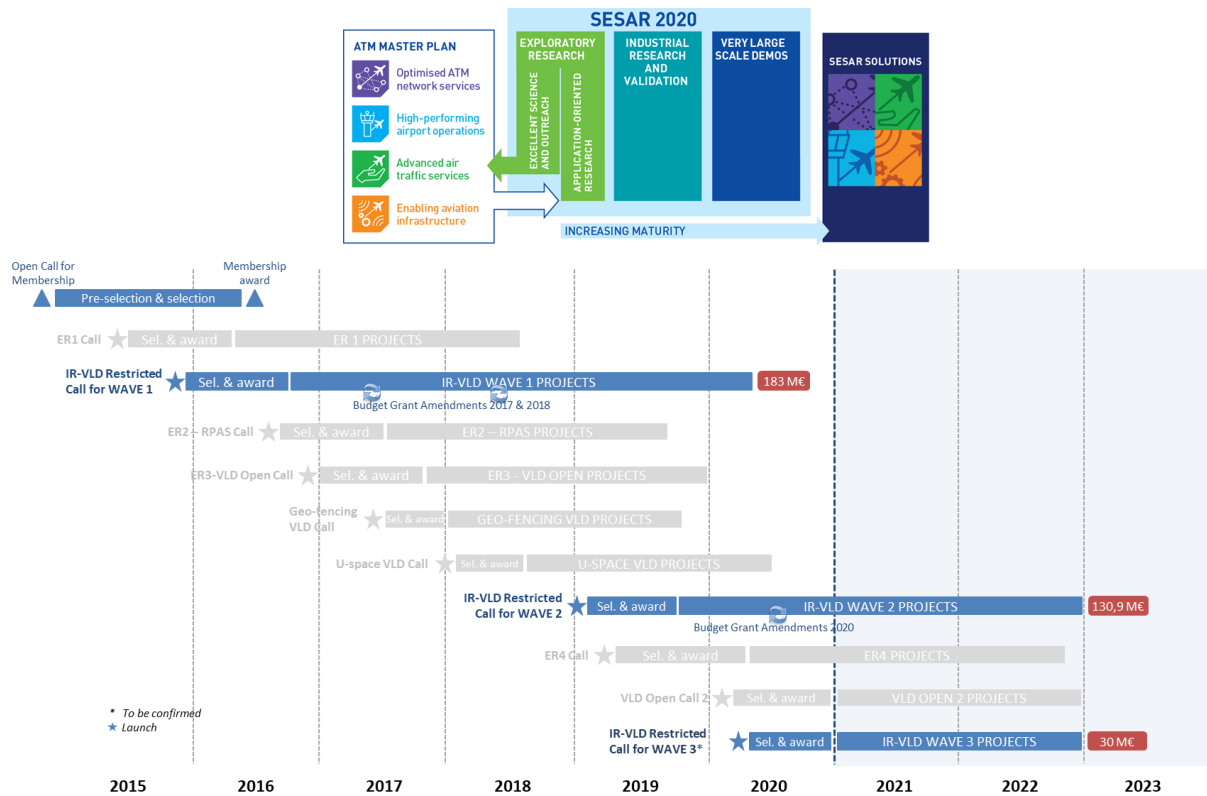 SESAR 2020
ATM MASTER PLAN
Optimised ATM
network services
High-performing
airport operations
Advanced air
traffic services
Enabling aviation
infrastructure
EXPLORATORY
RESEARCH
EXCELLENT SCIENCE
AND OUTREACH
APPLICATION-ORIENTED
RESEARCH
INDUSTRIAL
RESEARCH
AND
VALIDATION
VERY LARGE
SCALE DEMOS
SESAR SOLUTIONS
INCREASING MATURITY
Open Call for
Membership
Membership
award
Pre-selection & selection
ER1 Call
Sel. & award
ER 1 PROJECTS
IR-VLD Restricted
Call for WAVE 1
Sel. & award
IR-VLD WAVE 1 PROJECTS
183 M€
Budget Grant Amendments 2017 & 2018
ER2 – RPAS Call
Sel. & award
ER2 – RPAS PROJECTS
ER3-VLD Open Call
Sel. & award
ER3 - VLD OPEN PROJECTS
Geo-fencing
VLD Call
Sel. & award
GEO-FENCING VLD PROJECTS
U-space VLD Call
Sel. & award
U-SPACE VLD PROJECTS
IR-VLD Restricted
Call for WAVE 2
Sel. & award
IR-VLD WAVE 2 PROJECTS
130,9 M€
Budget Grant Amendments 2020
ER4 Call
Sel. & award
ER4 PROJECTS
VLD Open Call 2
Sel. & award
VLD OPEN 2 PROJECTS
* To be confirmed
Launch
IR-VLD Restricted
Call for WAVE 3*
Sel. & award
IR-VLD WAVE 3 PROJECTS
30 M€
2015
2016
2017
2018
2019
2020
2021
2022
2023